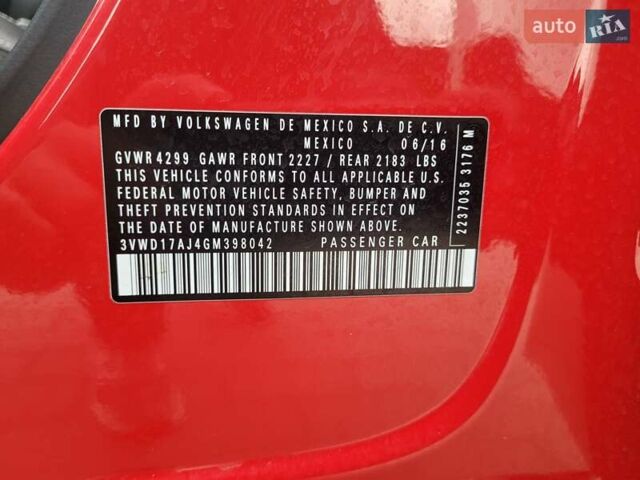 auto RIA
.com
MFD BY VOLKSWAGEN DE MEXICO S.A. DE C.V.
MEXICO 06/16
GVWR 4299 GAWR FRONT 2227 / REAR 2183 LBS
THIS VEHICLE CONFORMS TO ALL APPLICABLE U.S.
FEDERAL MOTOR VEHICLE SAFETY, BUMPER AND
THEFT PREVENTION STANDARDS IN EFFECT ON
THE DATE OF MANUFACTURE SHOWN ABOVE.
3VWD17AJ4GM398042 PASSENGER CAR
2237035 3176 M